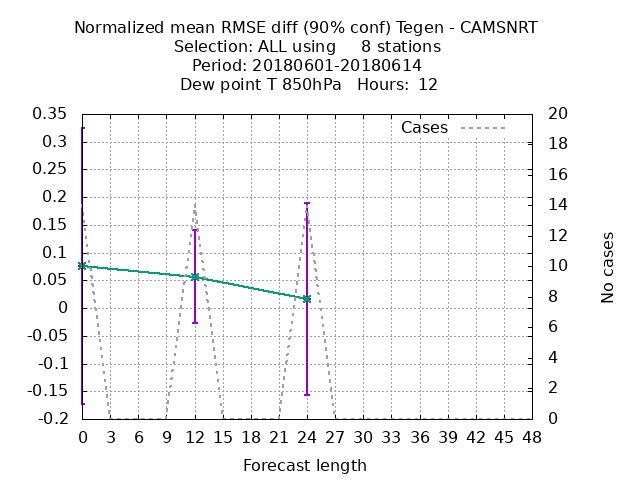 Normalized mean RMSE diff (90% conf) Tegen - CAMSNRT
Selection: ALL using 8 stations
Period: 20180601-20180614
Dew point T 850hPa Hours: 12
Cases
0.35
0.3
0.25
0.2
0.15
0.1
0.05
0
-0.05
-0.1
-0.15
-0.2
20
18
16
14
12
10
8
6
4
2
0
No cases
0 3 6 9 12 15 18 21 24 27 30 33 36 39 42 45 48
Forecast length